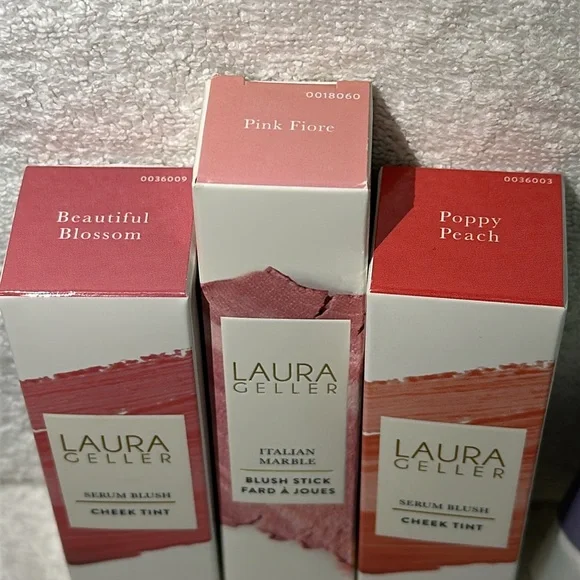 0036009
Beautiful
Blossom
LAURA
GELLER
SERUM BLUSH
CHEEK TINT
0018060
Pink Fiore
LAURA
GELLER
ITALIAN
MARBLE
BLUSH STICK
FARD À JOUES
0036003
Poppy
Peach
LAURA
GELLER
SERUM BLUSH
CHEEK TINT